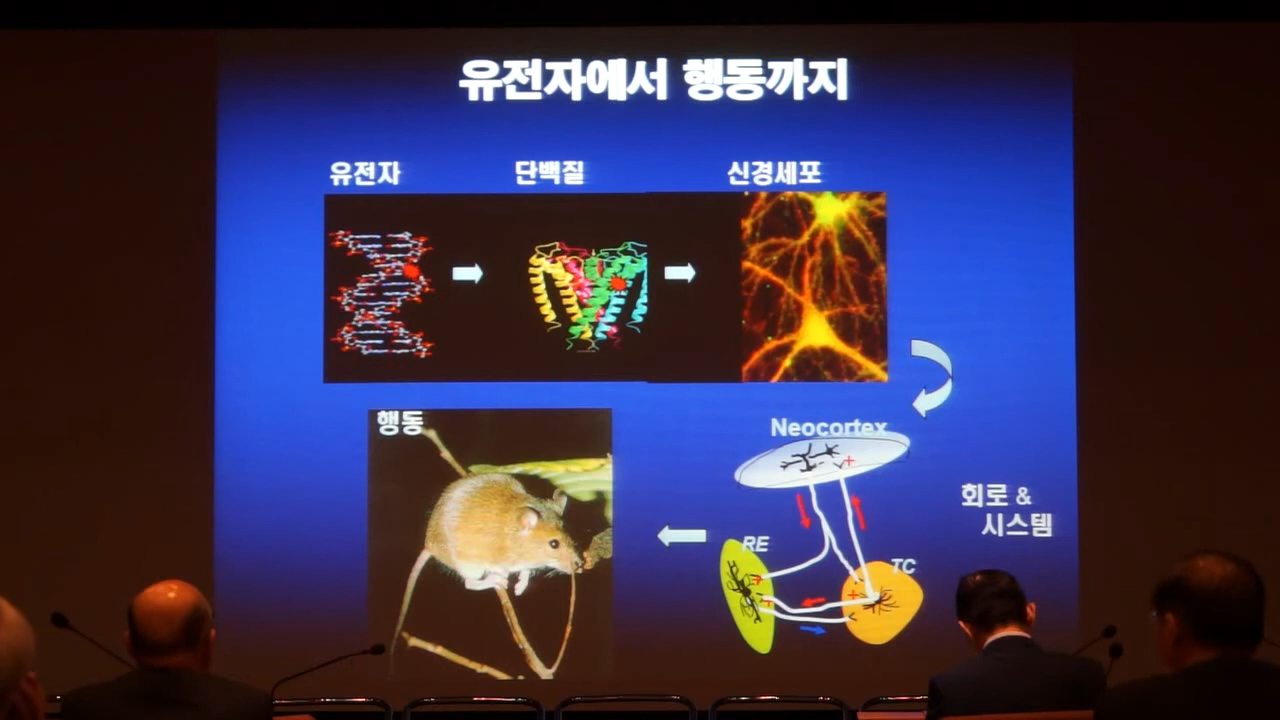 유전자에서 행동까지
유전자
단백질
신경세포
Neocortex
회로 &
시스템
RE
TC
행동